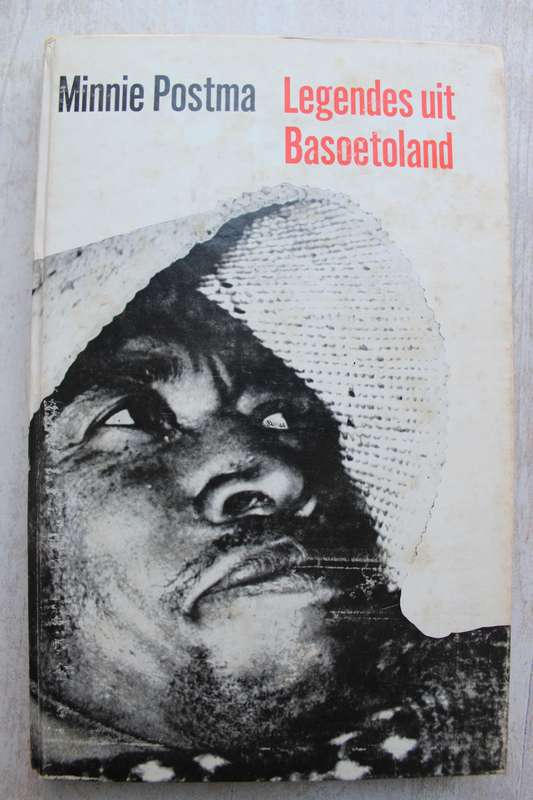 Minnie Postma
Legendes uit
Basoetoland